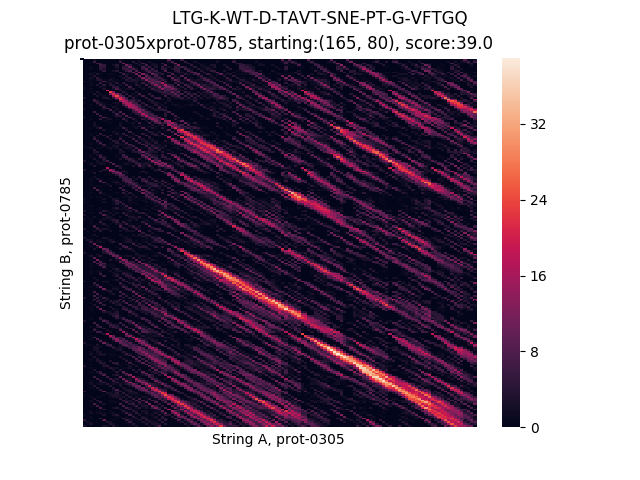 LTG-K-WT-D-TAVT-SNE-PT-G-VFTGQ
prot-0305xprot-0785, starting:(165, 80), score:39.0
32
24
16
8
0
String B, prot-0785
String A, prot-0305